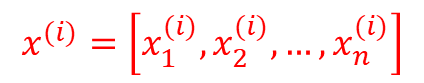 x^{(i)} = [x_1^{(i)}, x_2^{(i)}, ..., x_n^{(i)}]